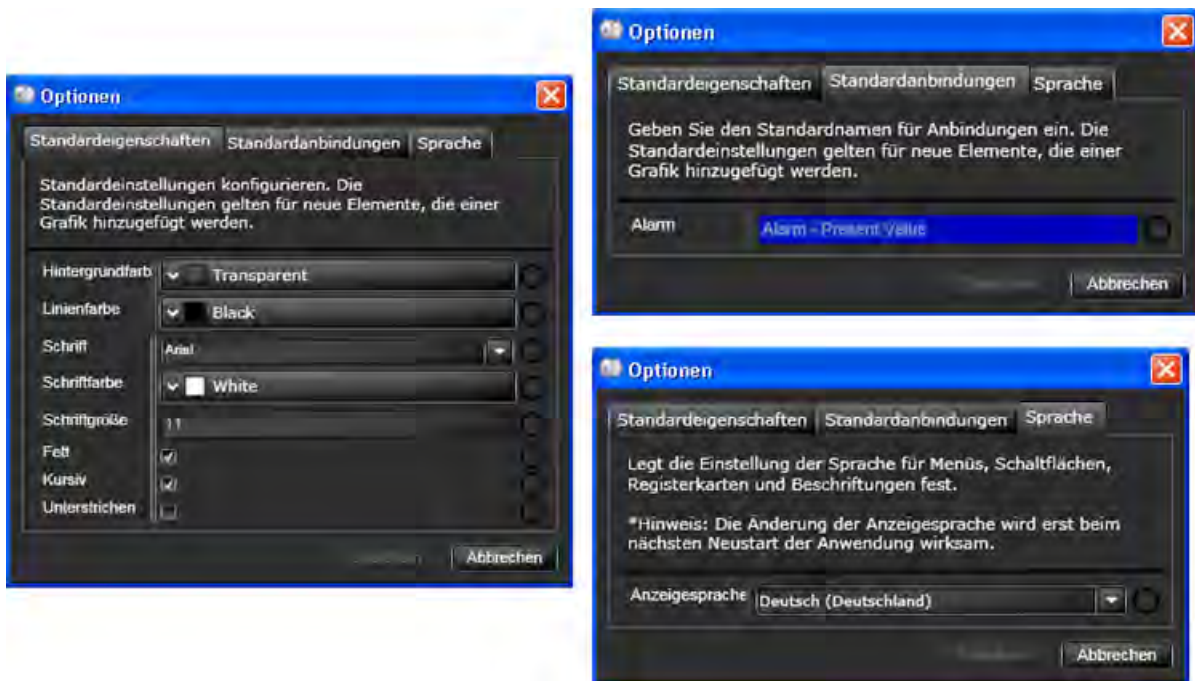 Optionen
Standardeigenschaften Standardanbindungen Sprache
Standardeinstellungen konfigurieren. Die
Standardeinstellungen gelten für neue Elemente, die einer
Grafik hinzugefügt werden.
Hintergrundfarb Transparent
Linienfarbe Black
Schrift Arial
Schriftfarbe White
Schriftgröße 11
Fett
Kursiv
Unterstrichen
Abbrechen
Optionen
Standardeigenschaften Standardanbindungen Sprache
Geben Sie den Standardnamen für Anbindungen ein. Die
Standardeinstellungen gelten für neue Elemente, die einer
Grafik hinzugefügt werden.
Alarm Alarm - Present Value
Abbrechen
Optionen
Standardeigenschaften Standardanbindungen Sprache
Legt die Einstellung der Sprache für Menüs, Schaltflächen,
Registerkarten und Beschriftungen fest.
*Hinweis: Die Änderung der Anzeigesprache wird erst beim
nächsten Neustart der Anwendung wirksam.
Anzeigesprache Deutsch (Deutschland)
Abbrechen